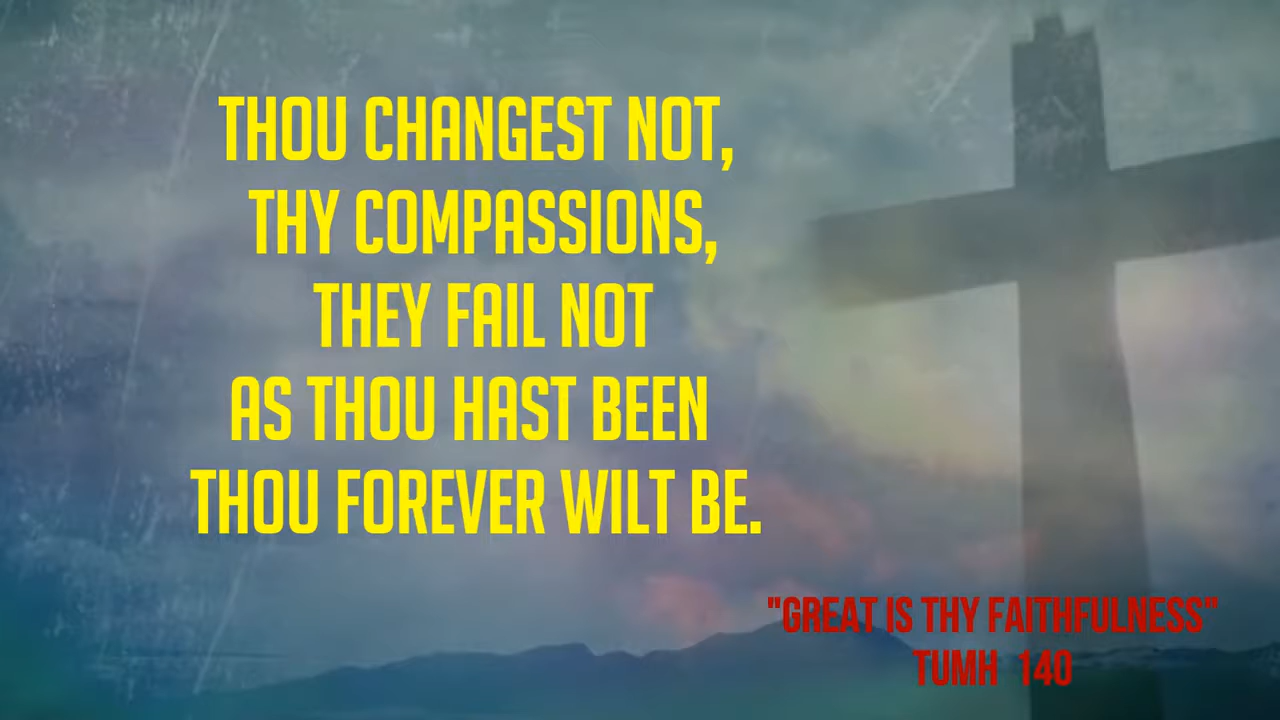 THOU CHANGEST NOT,
THY COMPASSIONS,
THEY FAIL NOT
AS THOU HAST BEEN
THOU FOREVER WILT BE.
"GREAT IS THY FAITHFULNESS"
TUMH 140